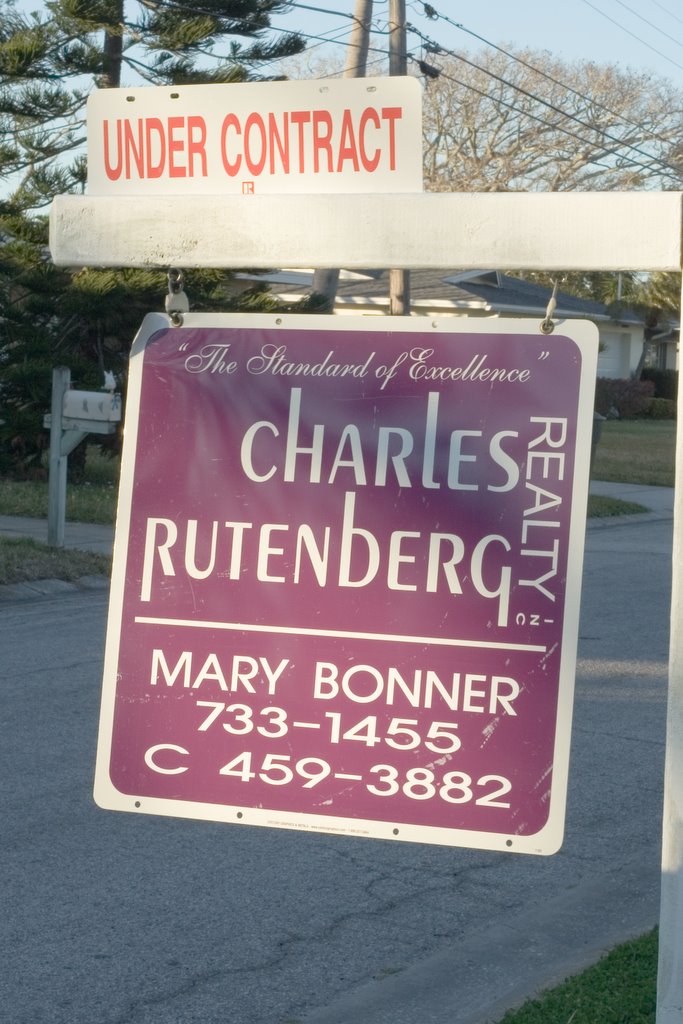 UNDER CONTRACT
R
"The Standard of Excellence"
CHARLES
RUTENBERG
REALTY
INC
MARY BONNER
733-1455
C 459-3882